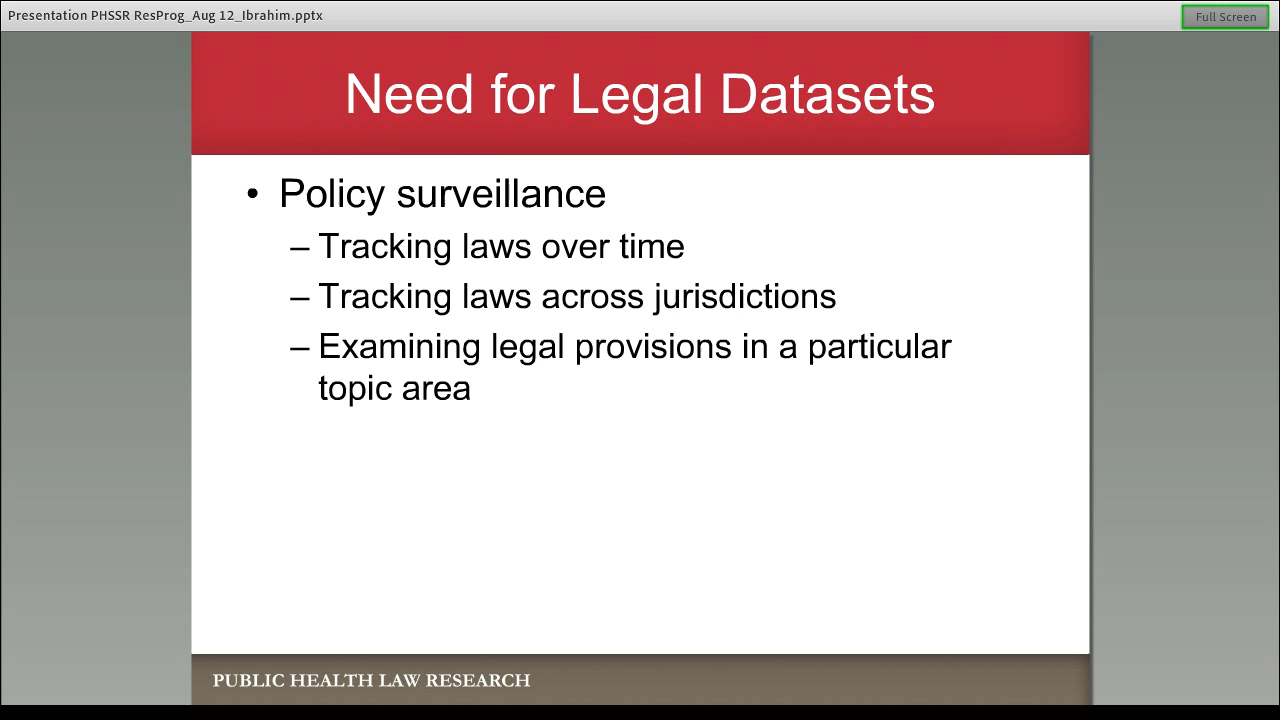 Presentation PHSSR ResProg_Aug 12_Ibrahim.pptx
Full Screen
Need for Legal Datasets
• Policy surveillance
– Tracking laws over time
– Tracking laws across jurisdictions
– Examining legal provisions in a particular
topic area
PUBLIC HEALTH LAW RESEARCH